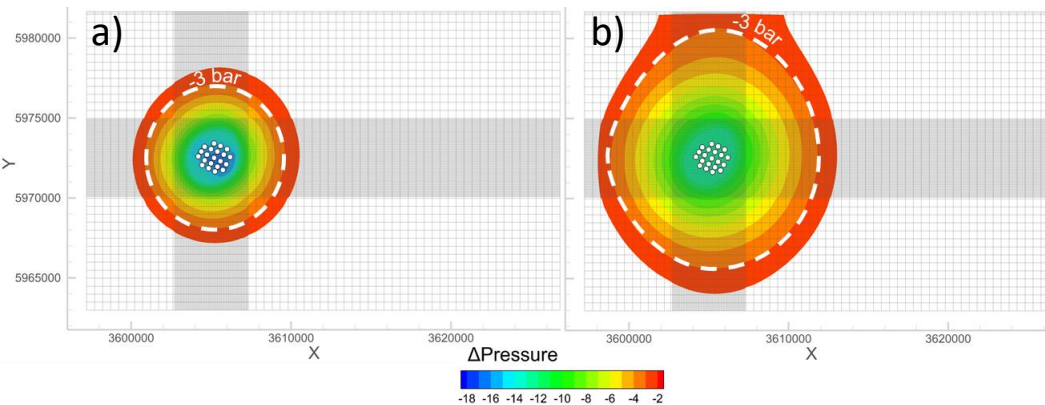 a)
b)
-3 bar
-3 bar
5980000
5975000
5970000
5965000
Y
3600000
3610000
3620000
X
3600000
3610000
3620000
X
ΔPressure
-18 -16 -14 -12 -10 -8 -6 -4 -2